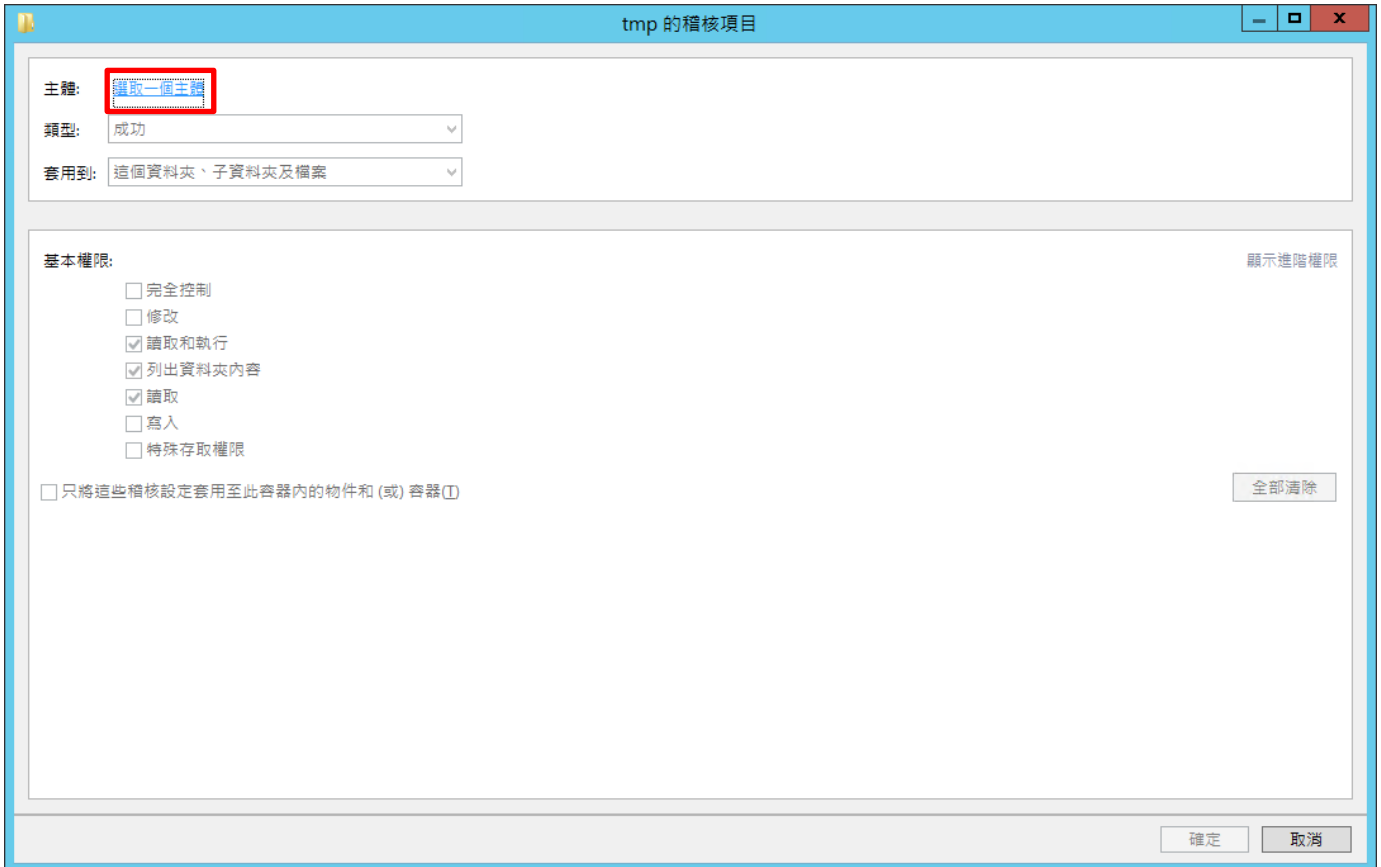 tmp 的稽核項目
主體: 選取一個主體
類型: 成功
套用到: 這個資料夾、子資料夾及檔案
基本權限: 顯示進階權限
完全控制
修改
讀取和執行
列出資料夾內容
讀取
寫入
特殊存取權限
只將這些稽核設定套用至此容器內的物件和 (或) 容器(T) 全部清除
確定 取消